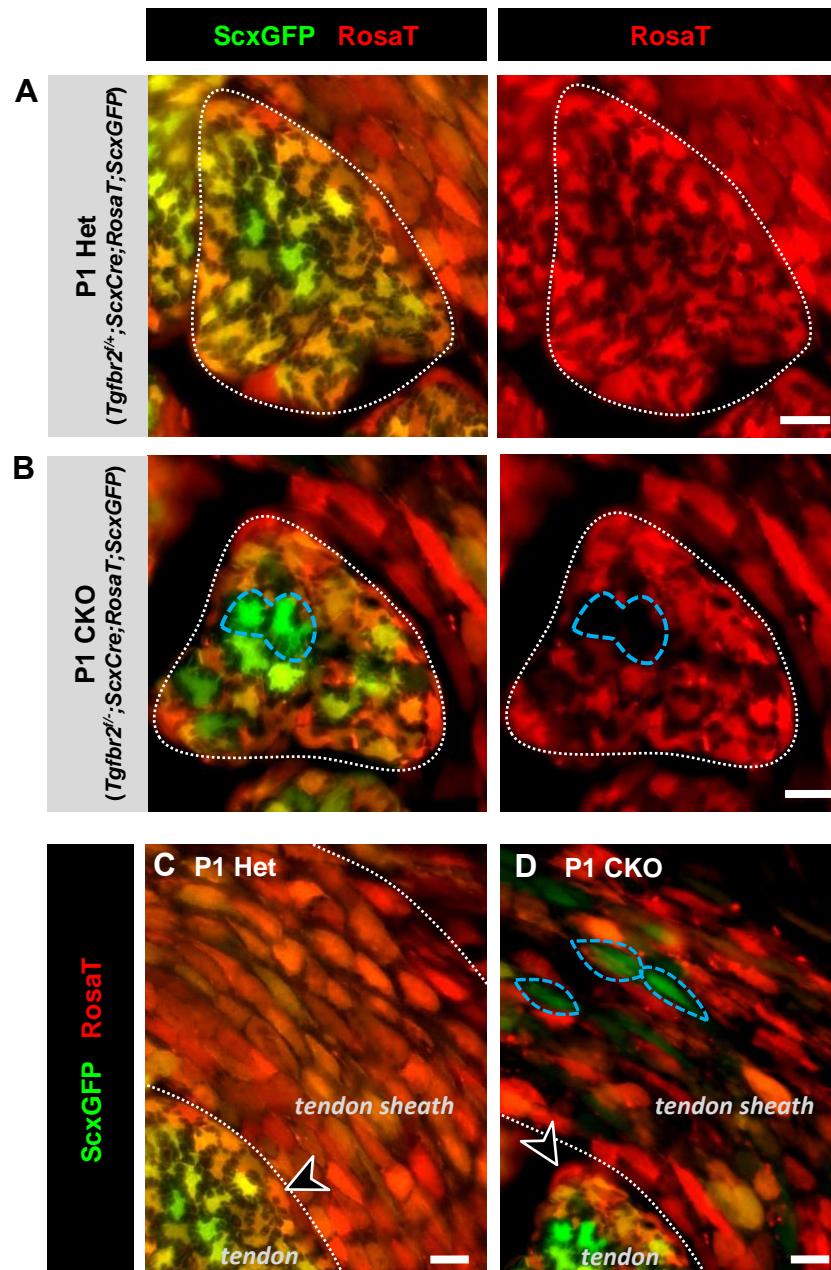 ScxGFP RosaT
RosaT
A
P1 Het
(Tgfbr2f/+;ScxCre;RosaT;ScxGFP)
B
P1 CKO
(Tgfbr2f/-;ScxCre;RosaT;ScxGFP)
ScxGFP RosaT
C P1 Het
tendon sheath
tendon
D P1 CKO
tendon sheath
tendon